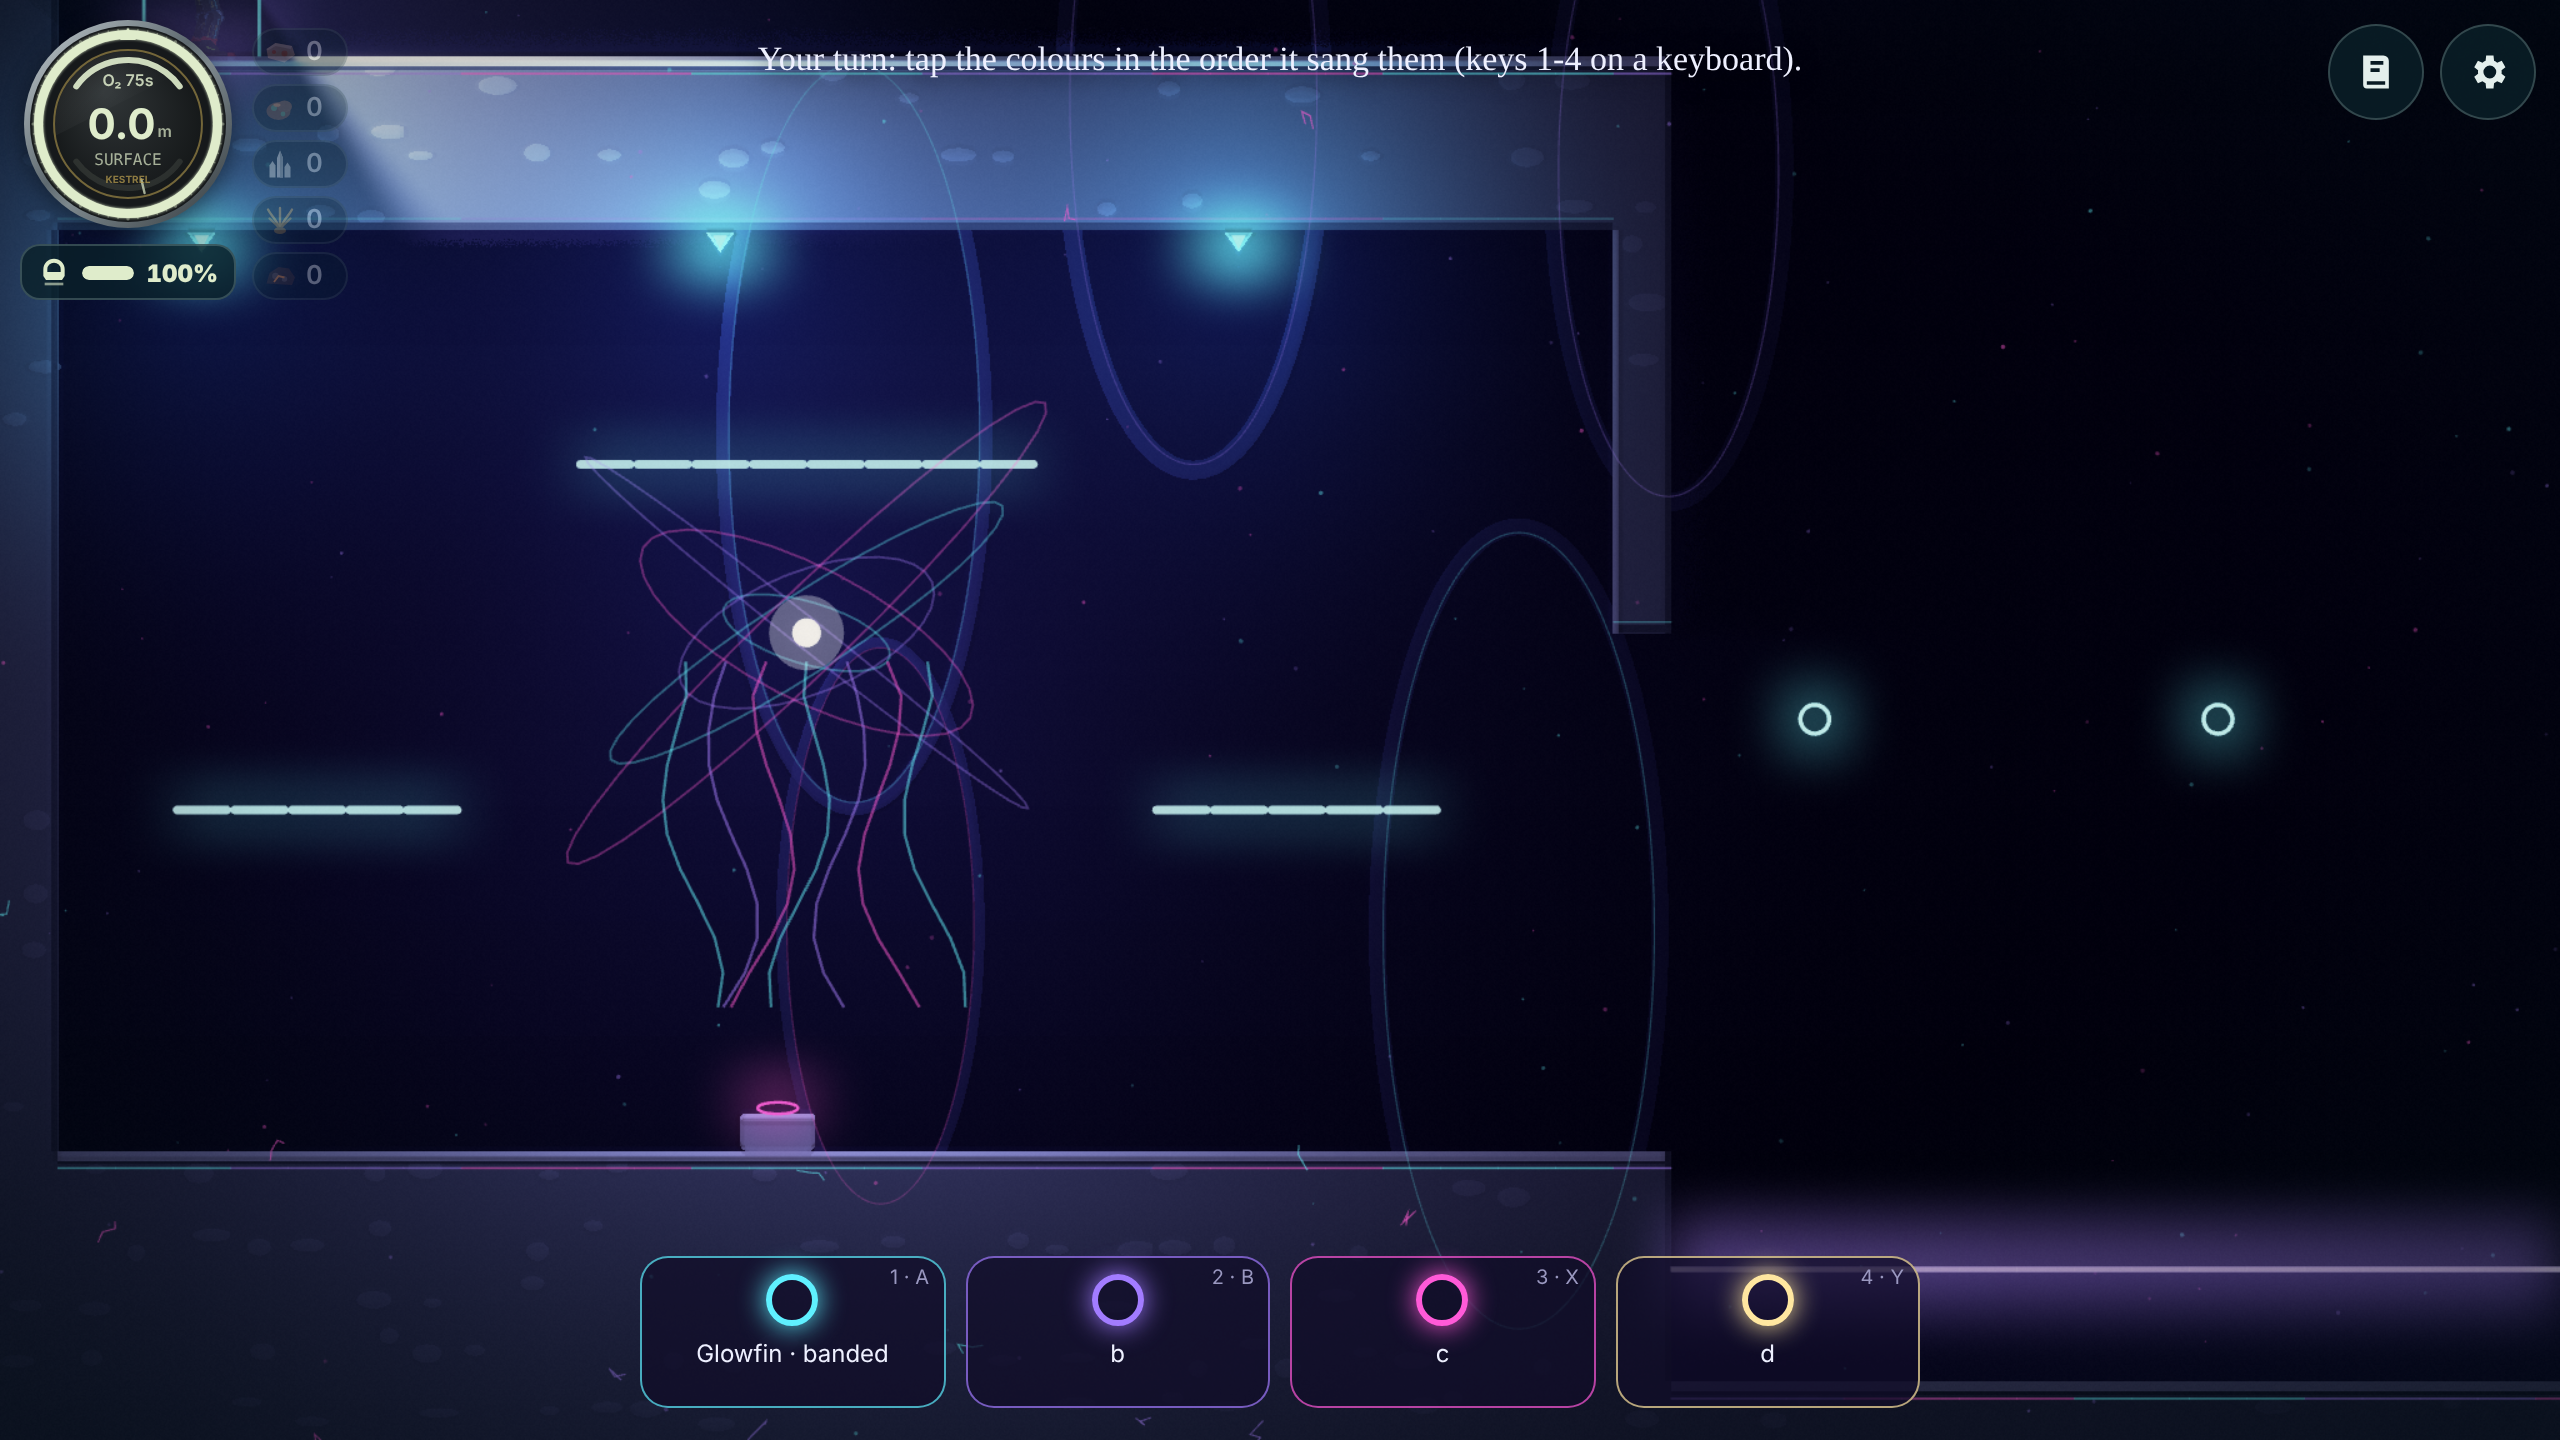 Your turn: tap the colours in the order it sang them (keys 1-4 on a keyboard).
O₂ 75s
0.0 m
SURFACE
KESTREL
100%
0
0
0
0
0
1 · A
Glowfin · banded
2 · B
b
3 · X
c
4 · Y
d